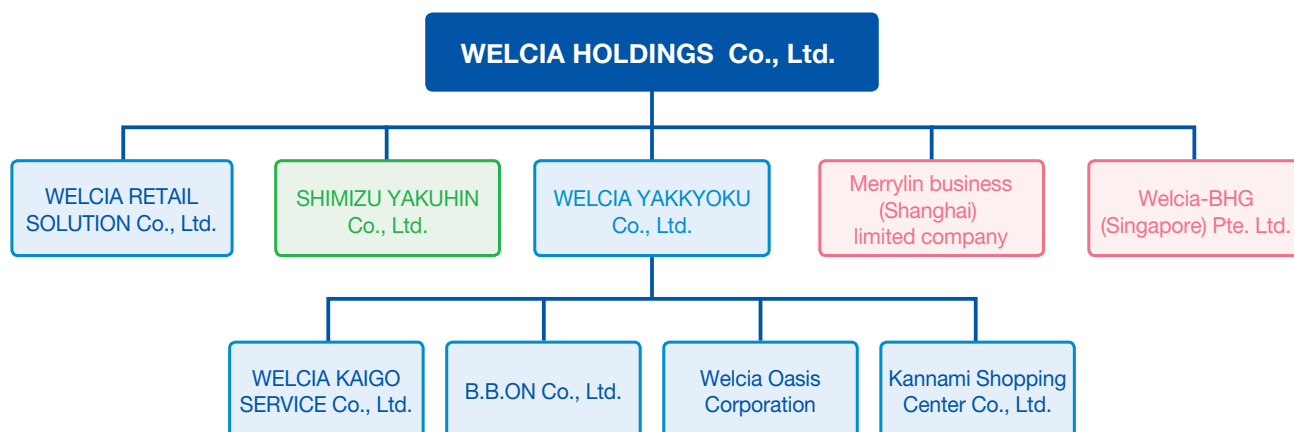 WELCIA HOLDINGS Co., Ltd.
WELCIA RETAIL
SOLUTION Co., Ltd.
SHIMIZU YAKUHIN
Co., Ltd.
WELCIA YAKKYOKU
Co., Ltd.
Merrylin business
(Shanghai)
limited company
Welcia-BHG
(Singapore) Pte. Ltd.
WELCIA KAIGO
SERVICE Co., Ltd.
B.B.ON Co., Ltd.
Welcia Oasis
Corporation
Kannami Shopping
Center Co., Ltd.